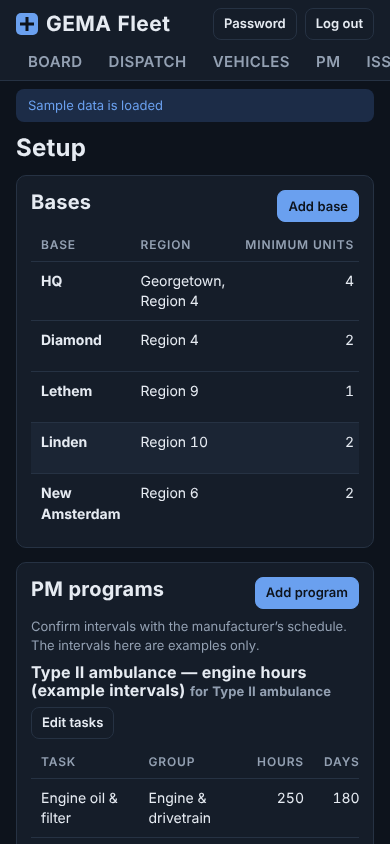 GEMA Fleet
Password
Log out
BOARD DISPATCH VEHICLES PM ISS
Sample data is loaded
Setup
Bases
Add base
BASE REGION MINIMUM UNITS
HQ Georgetown, Region 4 4
Diamond Region 4 2
Lethem Region 9 1
Linden Region 10 2
New Amsterdam Region 6 2
PM programs
Add program
Confirm intervals with the manufacturer's schedule.
The intervals here are examples only.
Type II ambulance — engine hours
(example intervals) for Type II ambulance
Edit tasks
TASK GROUP HOURS DAYS
Engine oil & filter Engine & drivetrain 250 180